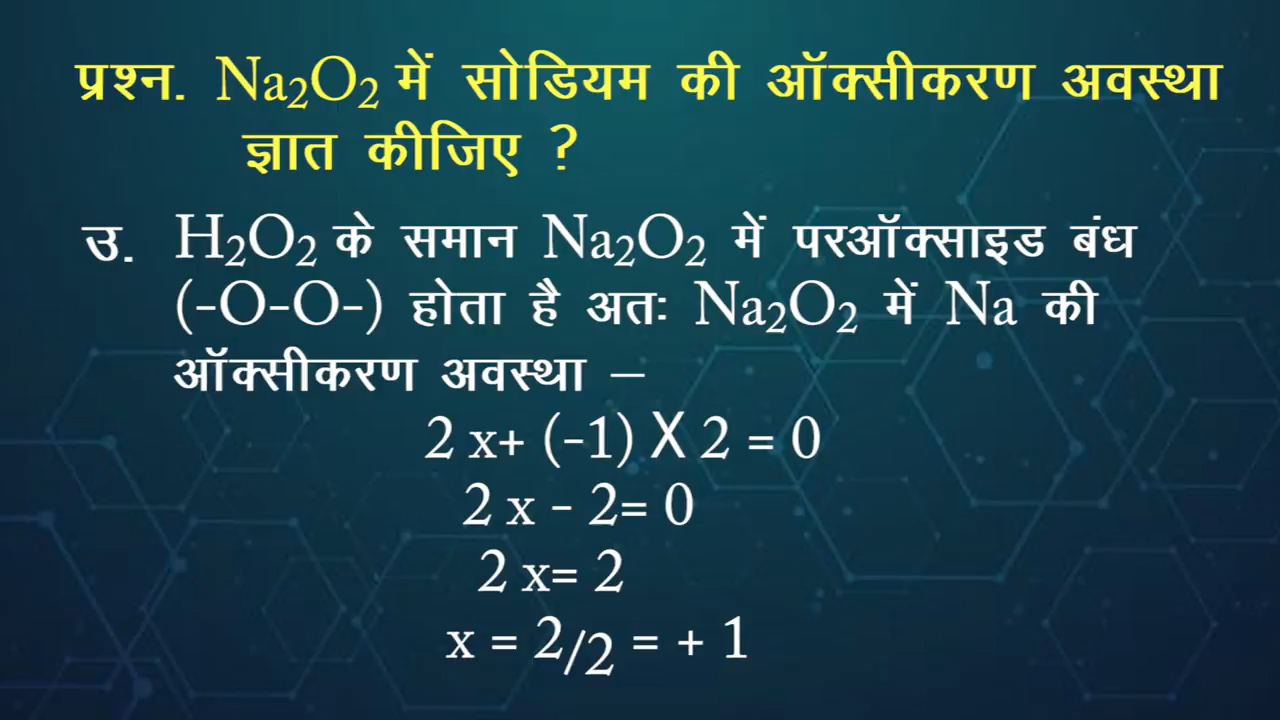 प्रश्न. Na₂O₂ में सोडियम की ऑक्सीकरण अवस्था
ज्ञात कीजिए ?
उ. H₂O₂ के समान Na₂O₂ में परऑक्साइड बंध
(-O-O-) होता है अतः Na₂O₂ में Na की
ऑक्सीकरण अवस्था –
2 x+ (-1) X 2 = 0
2 x - 2= 0
2 x= 2
x = 2/2 = + 1